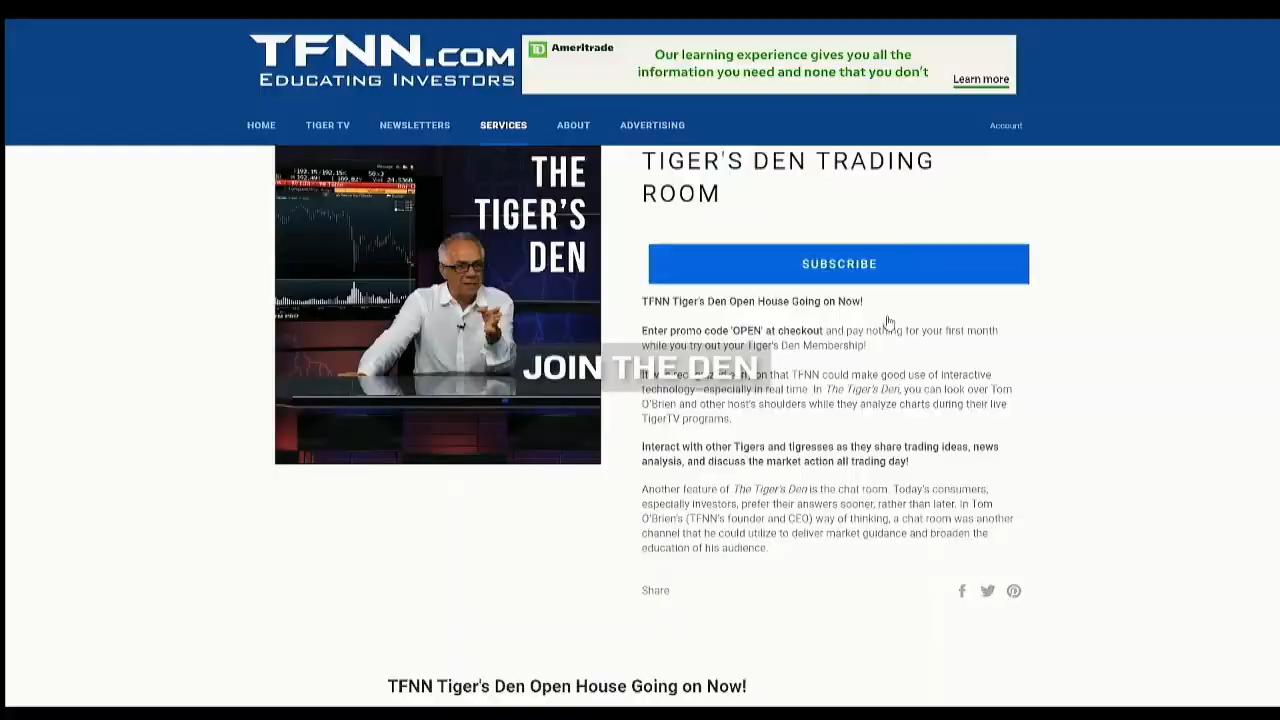 TFNN.COM
EDUCATING INVESTORS
TD Ameritrade
Our learning experience gives you all the
information you need and none that you don't
Learn more
HOME TIGER TV NEWSLETTERS SERVICES ABOUT ADVERTISING Account
THE
TIGER'S
DEN
TIGER'S DEN TRADING
ROOM
SUBSCRIBE
TFNN Tiger's Den Open House Going on Now!
Enter promo code 'OPEN' at checkout and pay nothing for your first month
while you try out your Tiger's Den Membership!
JOIN THE DEN
on that TFNN could make good use of interactive
technology—especially in real time. In The Tiger's Den, you can look over Tom
O'Brien and other host's shoulders while they analyze charts during their live
TigerTV programs.
Interact with other Tigers and tigresses as they share trading ideas, news
analysis, and discuss the market action all trading day!
Another feature of The Tiger's Den is the chat room. Today's consumers,
especially investors, prefer their answers sooner, rather than later. In Tom
O'Brien's (TFNN's founder and CEO) way of thinking, a chat room was another
channel that he could utilize to deliver market guidance and broaden the
education of his audience.
Share
TFNN Tiger's Den Open House Going on Now!